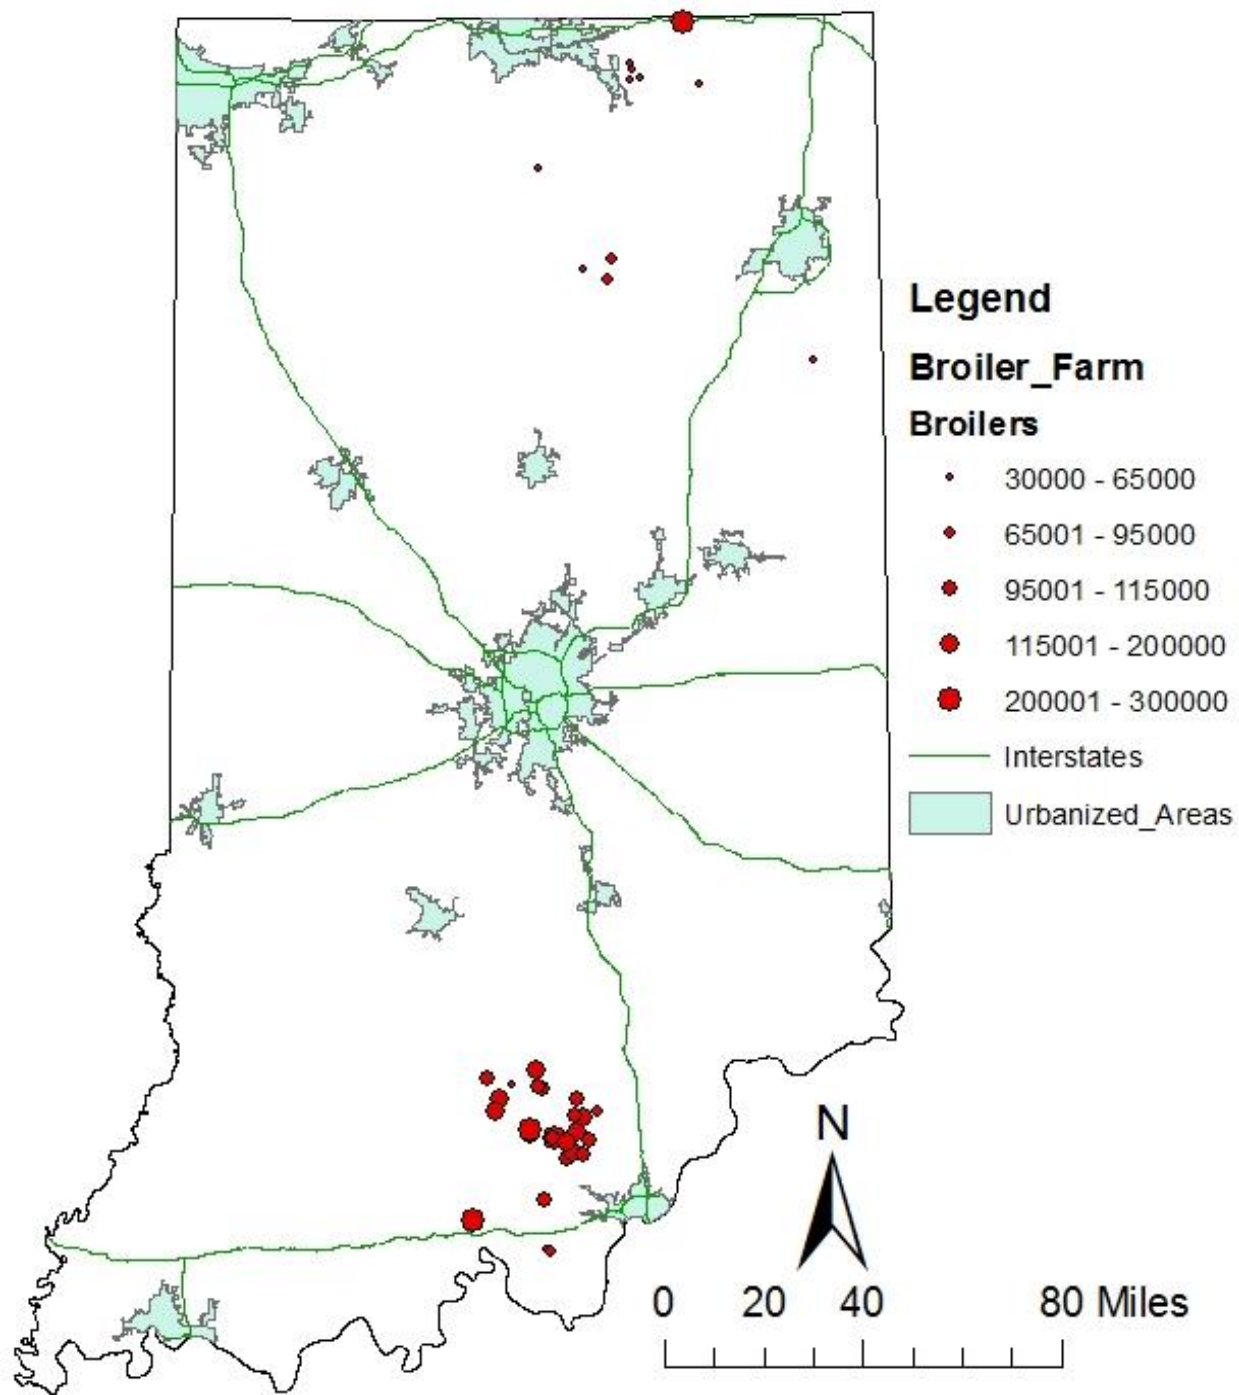 Legend
Broiler_Farm
Broilers
30000 - 65000
65001 - 95000
95001 - 115000
115001 - 200000
200001 - 300000
Interstates
Urbanized_Areas
N
0 20 40 80 Miles